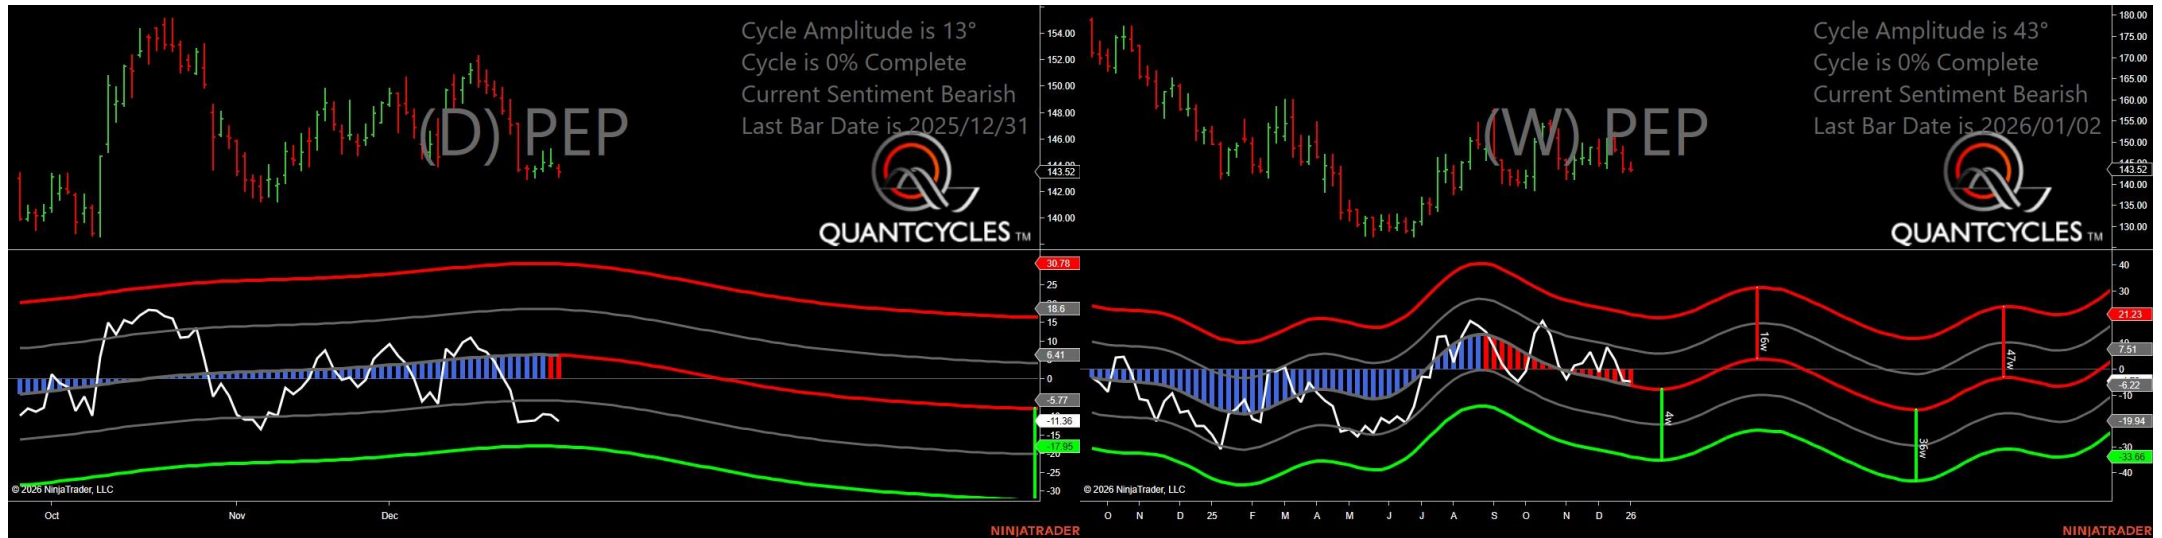 Cycle Amplitude is 13°
Cycle is 0% Complete
Current Sentiment Bearish
Last Bar Date is 2025/12/31
(D) PEP
QUANTCYCLES TM
154.00
152.00
150.00
148.00
146.00
144.00
143.52
142.00
140.00
30.78
25
18.6
15
10
6.41
0
-5.77
-11.36
-15
-17.95
-20
-25
-30
© 2026 NinjaTrader, LLC
Oct
Nov
Dec
NINJATRADER
Cycle Amplitude is 43°
Cycle is 0% Complete
Current Sentiment Bearish
Last Bar Date is 2026/01/02
(W) PEP
QUANTCYCLES TM
180.00
175.00
170.00
165.00
160.00
155.00
150.00
143.52
140.00
135.00
130.00
40
30
21.23
7.51
0
-6.22
-10
-19.94
-30
-33.66
-40
4w
16w
36w
47w
© 2026 NinjaTrader, LLC
O N D 25 F M A M J J A S O N D 26
NINJATRADER